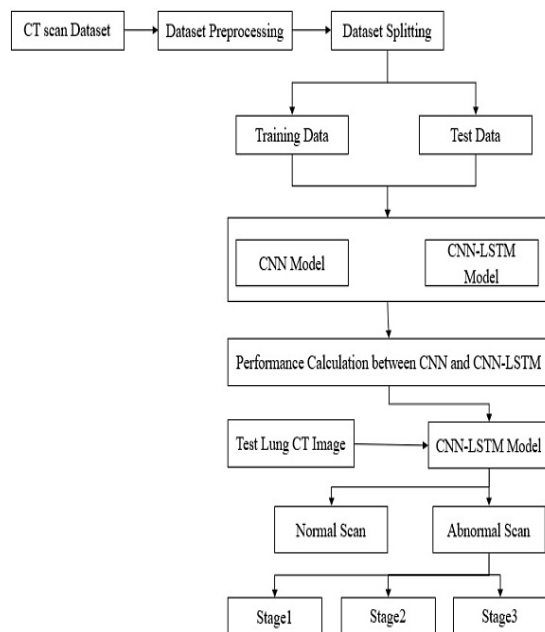 CT scan Dataset
Dataset Preprocessing
Dataset Splitting
Training Data
Test Data
CNN Model
CNN-LSTM
Model
Performance Calculation between CNN and CNN-LSTM
Test Lung CT Image
CNN-LSTM Model
Normal Scan
Abnormal Scan
Stage1
Stage2
Stage3